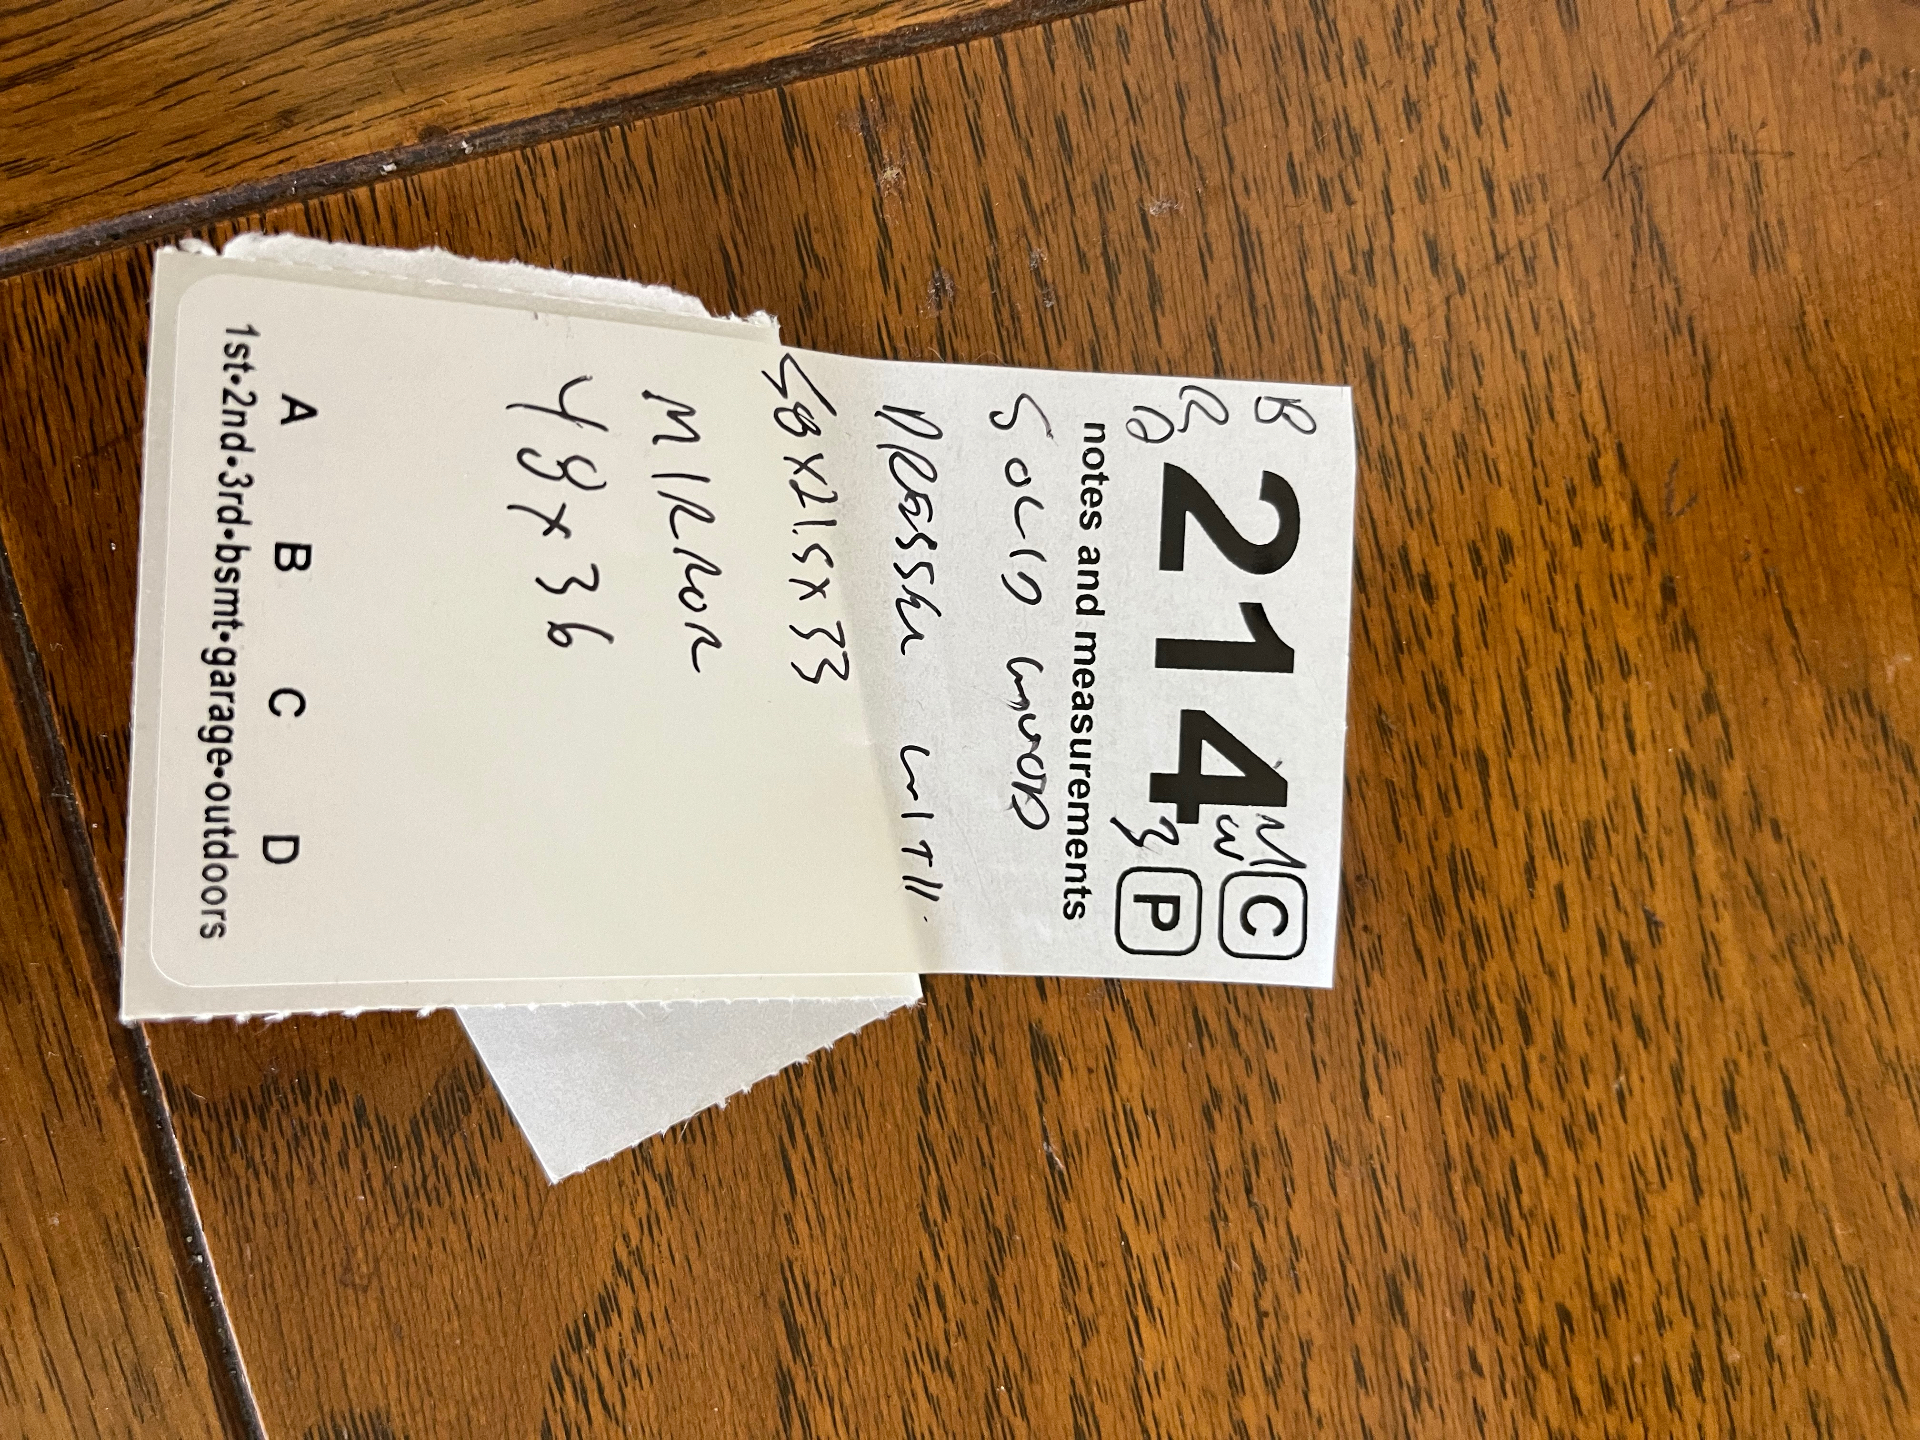 B R D 214 M W 3 C P
notes and measurements
SOLID WOOD
DRESSER WITH
58x21.5x33
MIRROR
48x36
A B C D
1st•2nd•3rd•bsmt•garage•outdoors